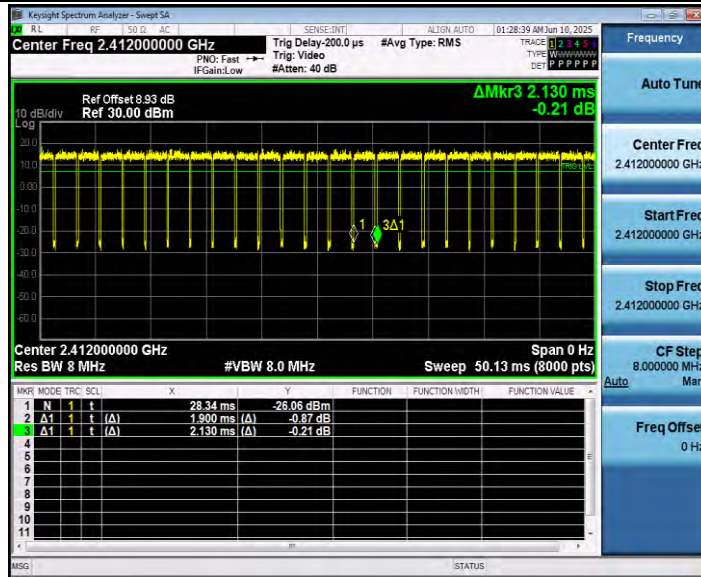 Keysight Spectrum Analyzer - Swept SA
RL RF 50 Ω AC SENSE:INT ALIGN AUTO 01:28:39 AM Jun 10, 2025
Center Freq 2.412000000 GHz
PNO: Fast
IFGain:Low
Trig Delay-200.0 µs
Trig: Video
#Atten: 40 dB
#Avg Type: RMS
TRACE 1 2 3 4 5 6
TYPE W
DET P P P P P P
Ref Offset 8.93 dB
Ref 30.00 dBm
10 dB/div
Log
ΔMkr3 2.130 ms
-0.21 dB
20.0
10.0
0.00
-10.0
-20.0
-30.0
-40.0
-50.0
-60.0
TRIG LVL
1
3Δ1
Center 2.412000000 GHz
Span 0 Hz
Res BW 8 MHz
#VBW 8.0 MHz
Sweep 50.13 ms (8000 pts)
MKR MODE TRC SCL X Y FUNCTION FUNCTION WIDTH FUNCTION VALUE
1 N 1 t 28.34 ms -26.06 dBm
2 Δ1 1 t (Δ) 1.900 ms (Δ) -0.87 dB
3 Δ1 1 t (Δ) 2.130 ms (Δ) -0.21 dB
4
5
6
7
8
9
10
11
MSG
STATUS
Frequency
Auto Tune
Center Freq
2.412000000 GHz
Start Freq
2.412000000 GHz
Stop Freq
2.412000000 GHz
CF Step
8.000000 MHz
Auto Man
Freq Offset
0 Hz